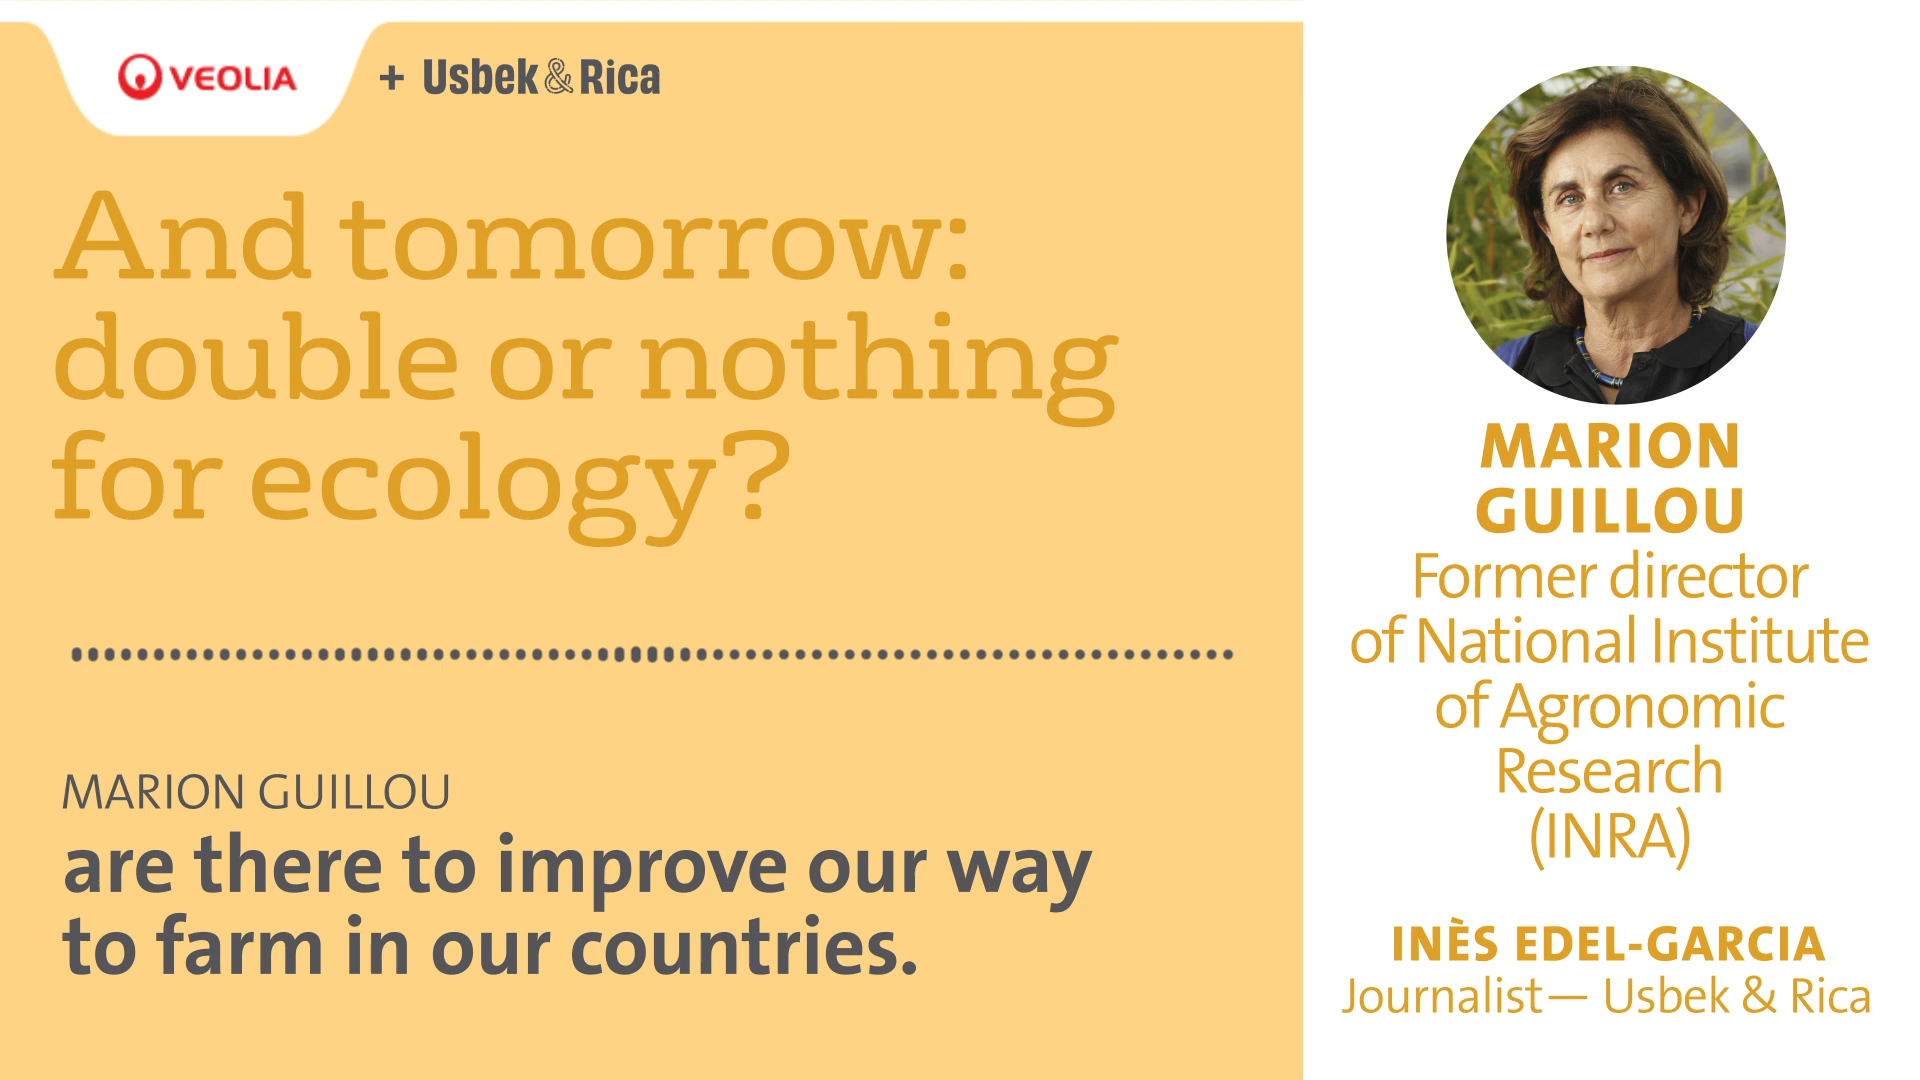 VEOLIA + Usbek & Rica
And tomorrow:
double or nothing
for ecology?
MARION GUILLOU
are there to improve our way
to farm in our countries.
MARION
GUILLOU
Former director
of National Institute
of Agronomic
Research
(INRA)
INÈS EDEL-GARCIA
Journalist — Usbek & Rica